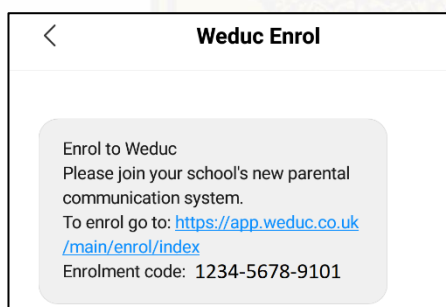 Weduc Enrol
Enrol to Weduc
Please join your school's new parental
communication system.
To enrol go to: https://app.weduc.co.uk
/main/enrol/index
Enrolment code: 1234-5678-9101